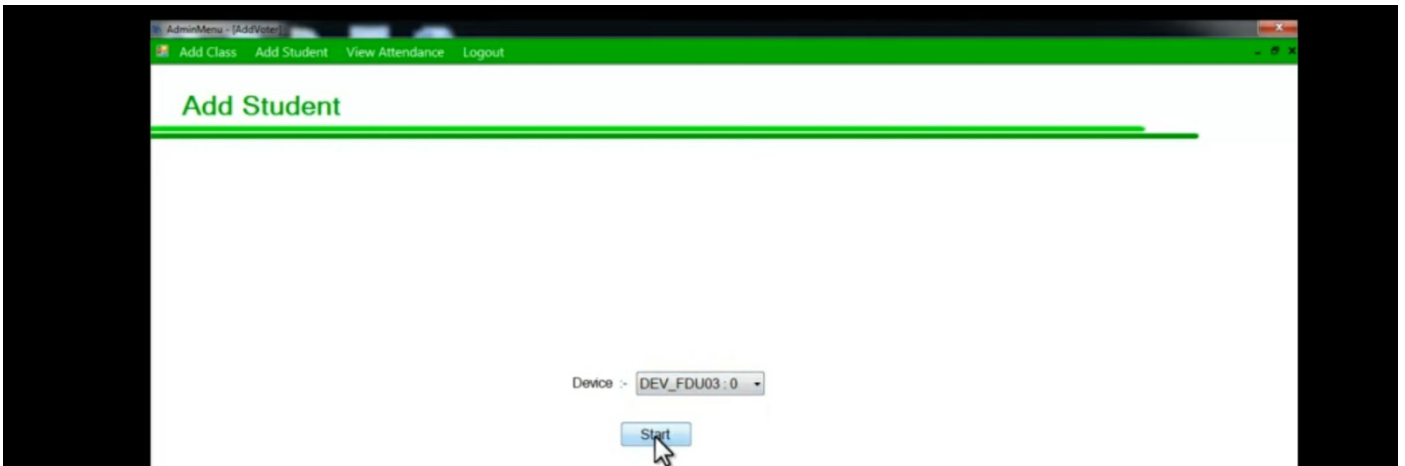 AdminMenu - [AddVoter]
Add Class Add Student View Attendance Logout
Add Student
Device :- DEV_FDU03 : 0
Start